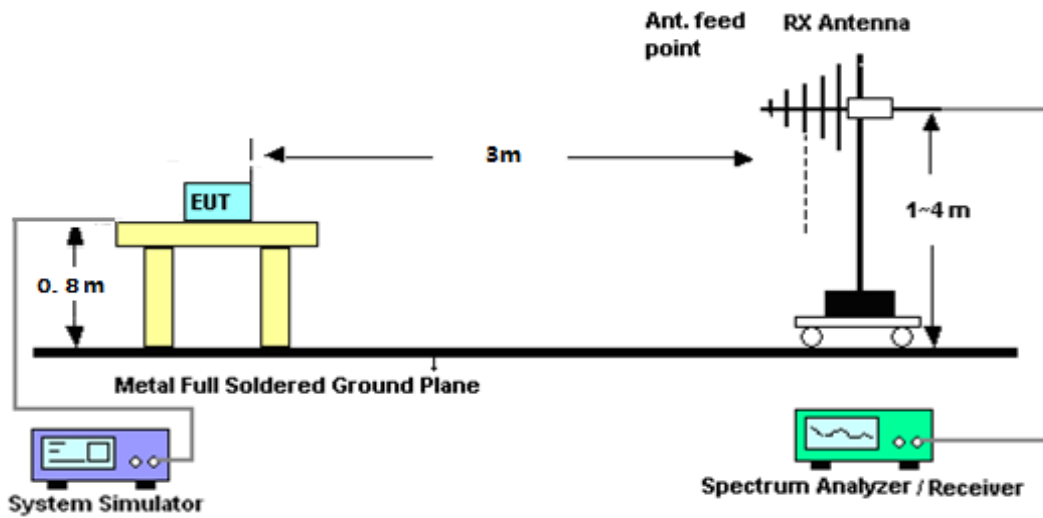 Ant. feed
point
RX Antenna
3m
EUT
1~4 m
0. 8 m
Metal Full Soldered Ground Plane
System Simulator
Spectrum Analyzer / Receiver